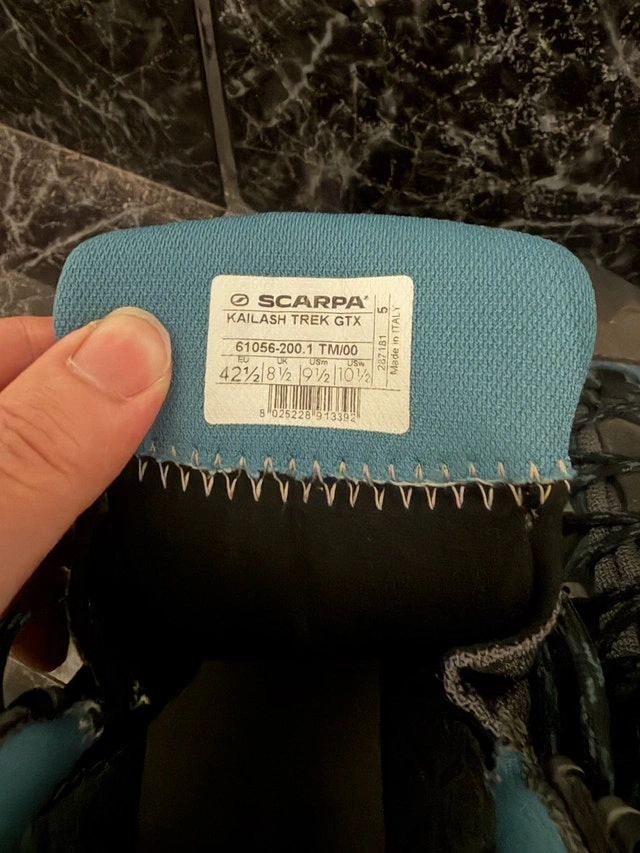 SCARPA
KAILASH TREK GTX
61056-200.1 TM/00
EU UK USm USw
42½ 8½ 9½ 10½
8 025228 913392
287181 5
Made in ITALY